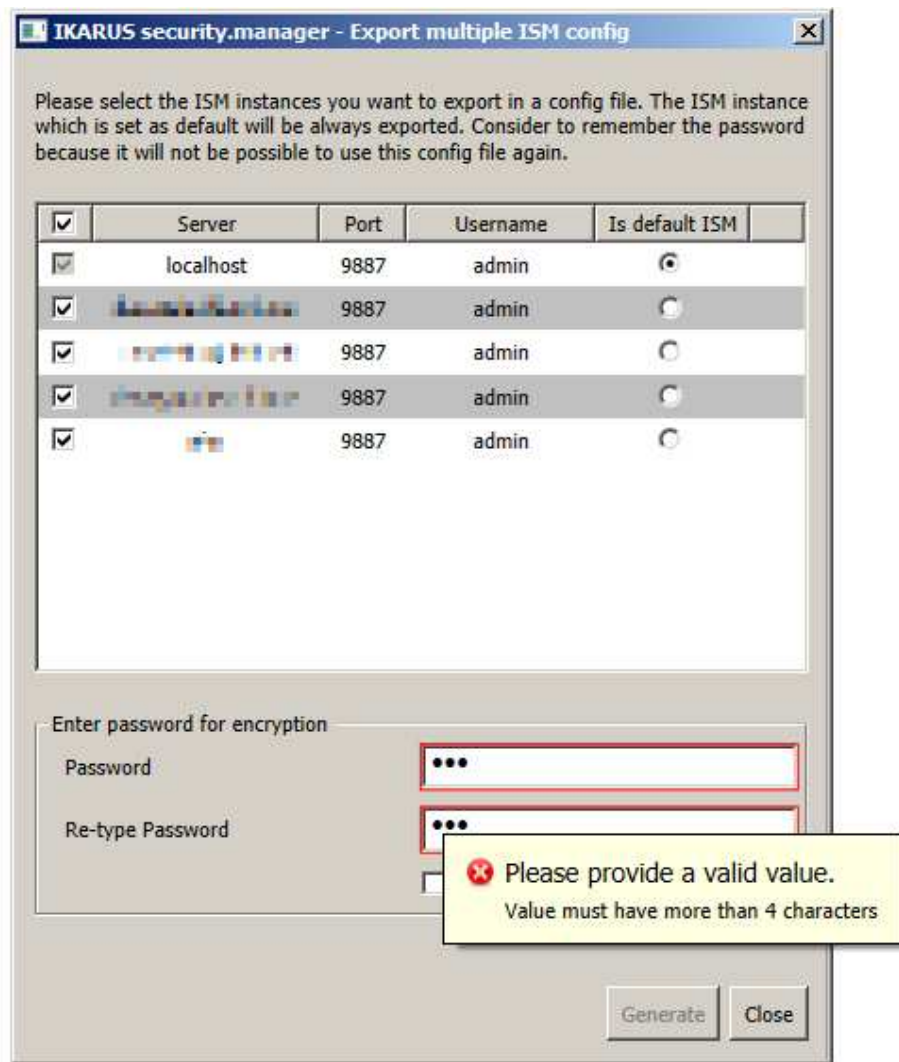 IKARUS security.manager - Export multiple ISM config
Please select the ISM instances you want to export in a config file. The ISM instance
which is set as default will be always exported. Consider to remember the password
because it will not be possible to use this config file again.
Server Port Username Is default ISM
localhost 9887 admin
9887 admin
9887 admin
9887 admin
9887 admin
Enter password for encryption
Password •••
Re-type Password •••
Please provide a valid value.
Value must have more than 4 characters
Generate Close